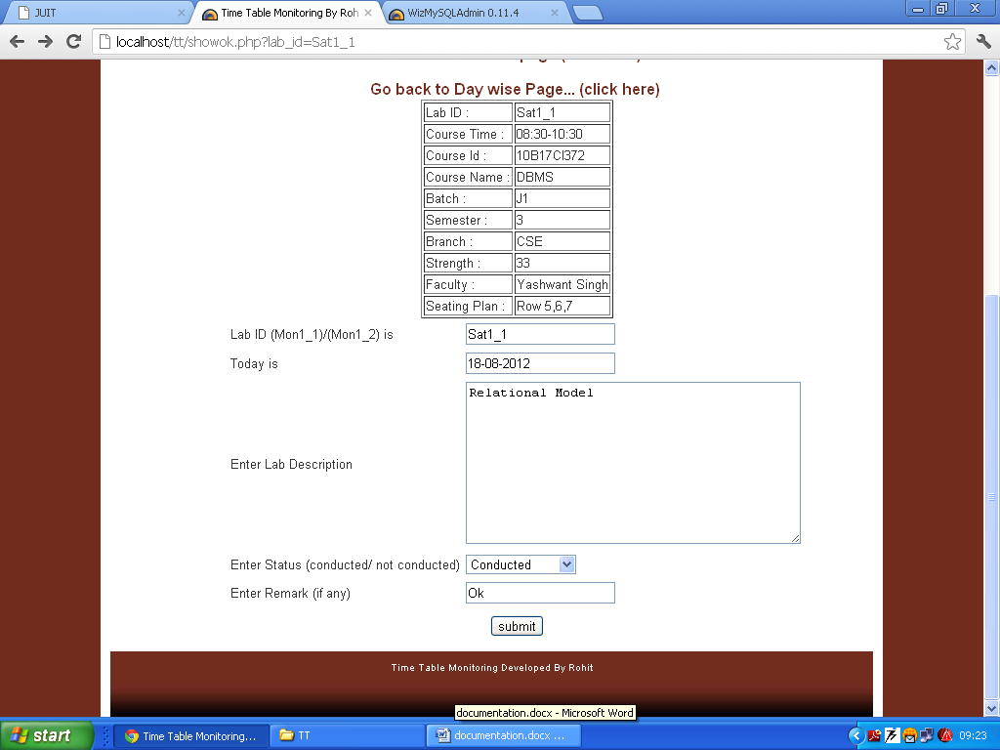 JUIT
Time Table Monitoring By Roh
WizMySQLAdmin 0.11.4
localhost/tt/showok.php?lab_id=Sat1_1
Go back to Day wise Page... (click here)
Lab ID : Sat1_1
Course Time : 08:30-10:30
Course Id : 10B17CI372
Course Name : DBMS
Batch : J1
Semester : 3
Branch : CSE
Strength : 33
Faculty : Yashwant Singh
Seating Plan : Row 5,6,7
Lab ID (Mon1_1)/(Mon1_2) is Sat1_1
Today is 18-08-2012
Relational Model
Enter Lab Description
Enter Status (conducted/ not conducted) Conducted
Enter Remark (if any) Ok
submit
Time Table Monitoring Developed By Rohit
documentation.docx - Microsoft Word
start Time Table Monitoring... TT documentation.docx ... 09:23